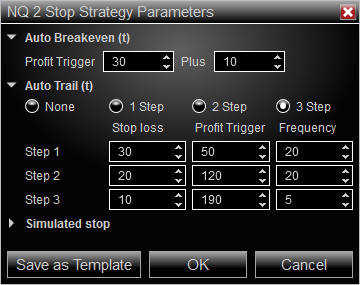 NQ 2 Stop Strategy Parameters
Auto Breakeven (t)
Profit Trigger 30 Plus 10
Auto Trail (t)
None 1 Step 2 Step 3 Step
Stop loss Profit Trigger Frequency
Step 1 30 50 20
Step 2 20 120 20
Step 3 10 190 5
Simulated stop
Save as Template OK Cancel